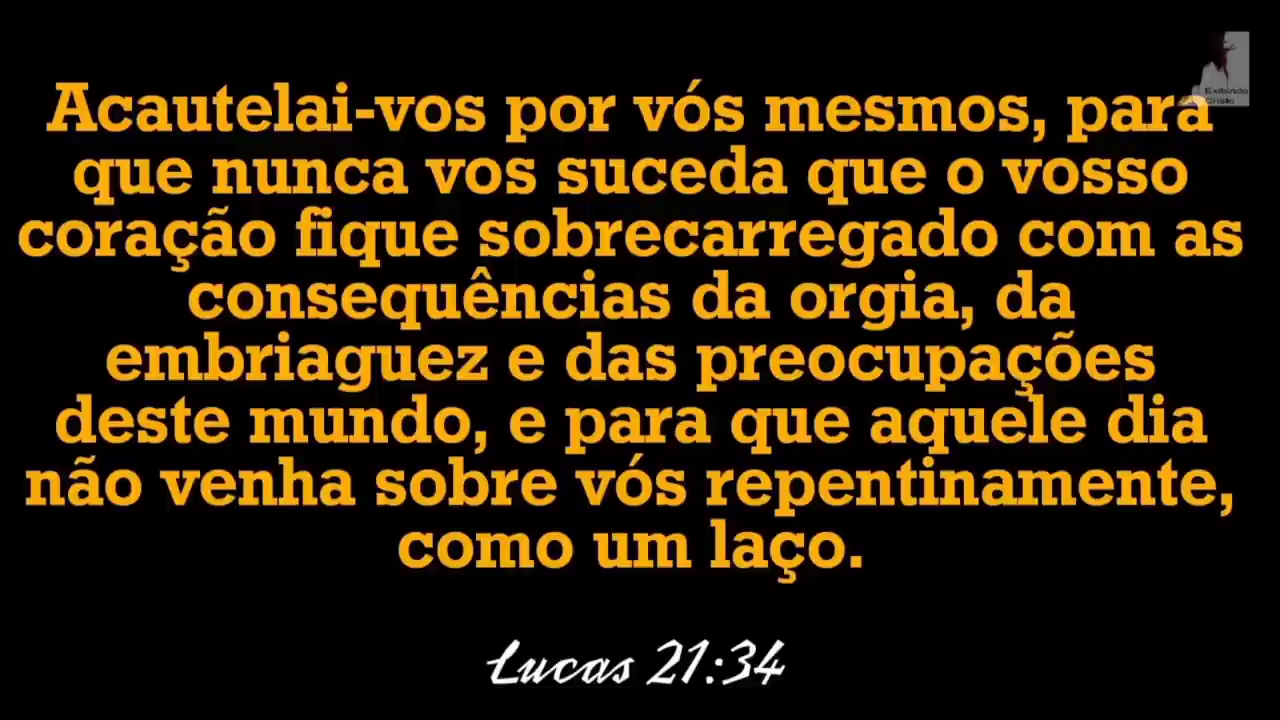 Exibindo
Cristo
Acautelai-vos por vós mesmos, para
que nunca vos suceda que o vosso
coração fique sobrecarregado com as
consequências da orgia, da
embriaguez e das preocupações
deste mundo, e para que aquele dia
não venha sobre vós repentinamente,
como um laço.
Lucas 21:34